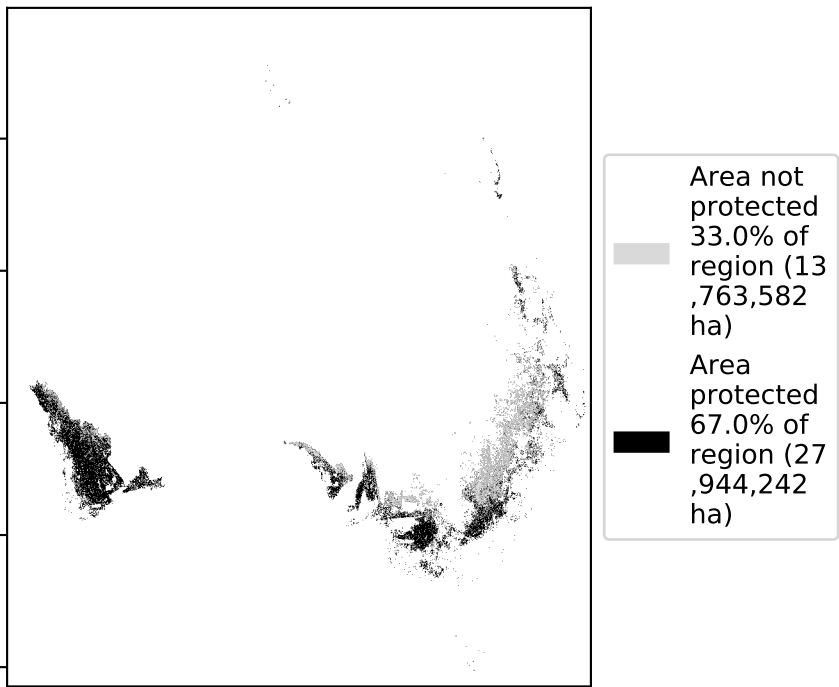 Area not
protected
33.0% of
region (13
,763,582
ha)
Area
protected
67.0% of
region (27
,944,242
ha)